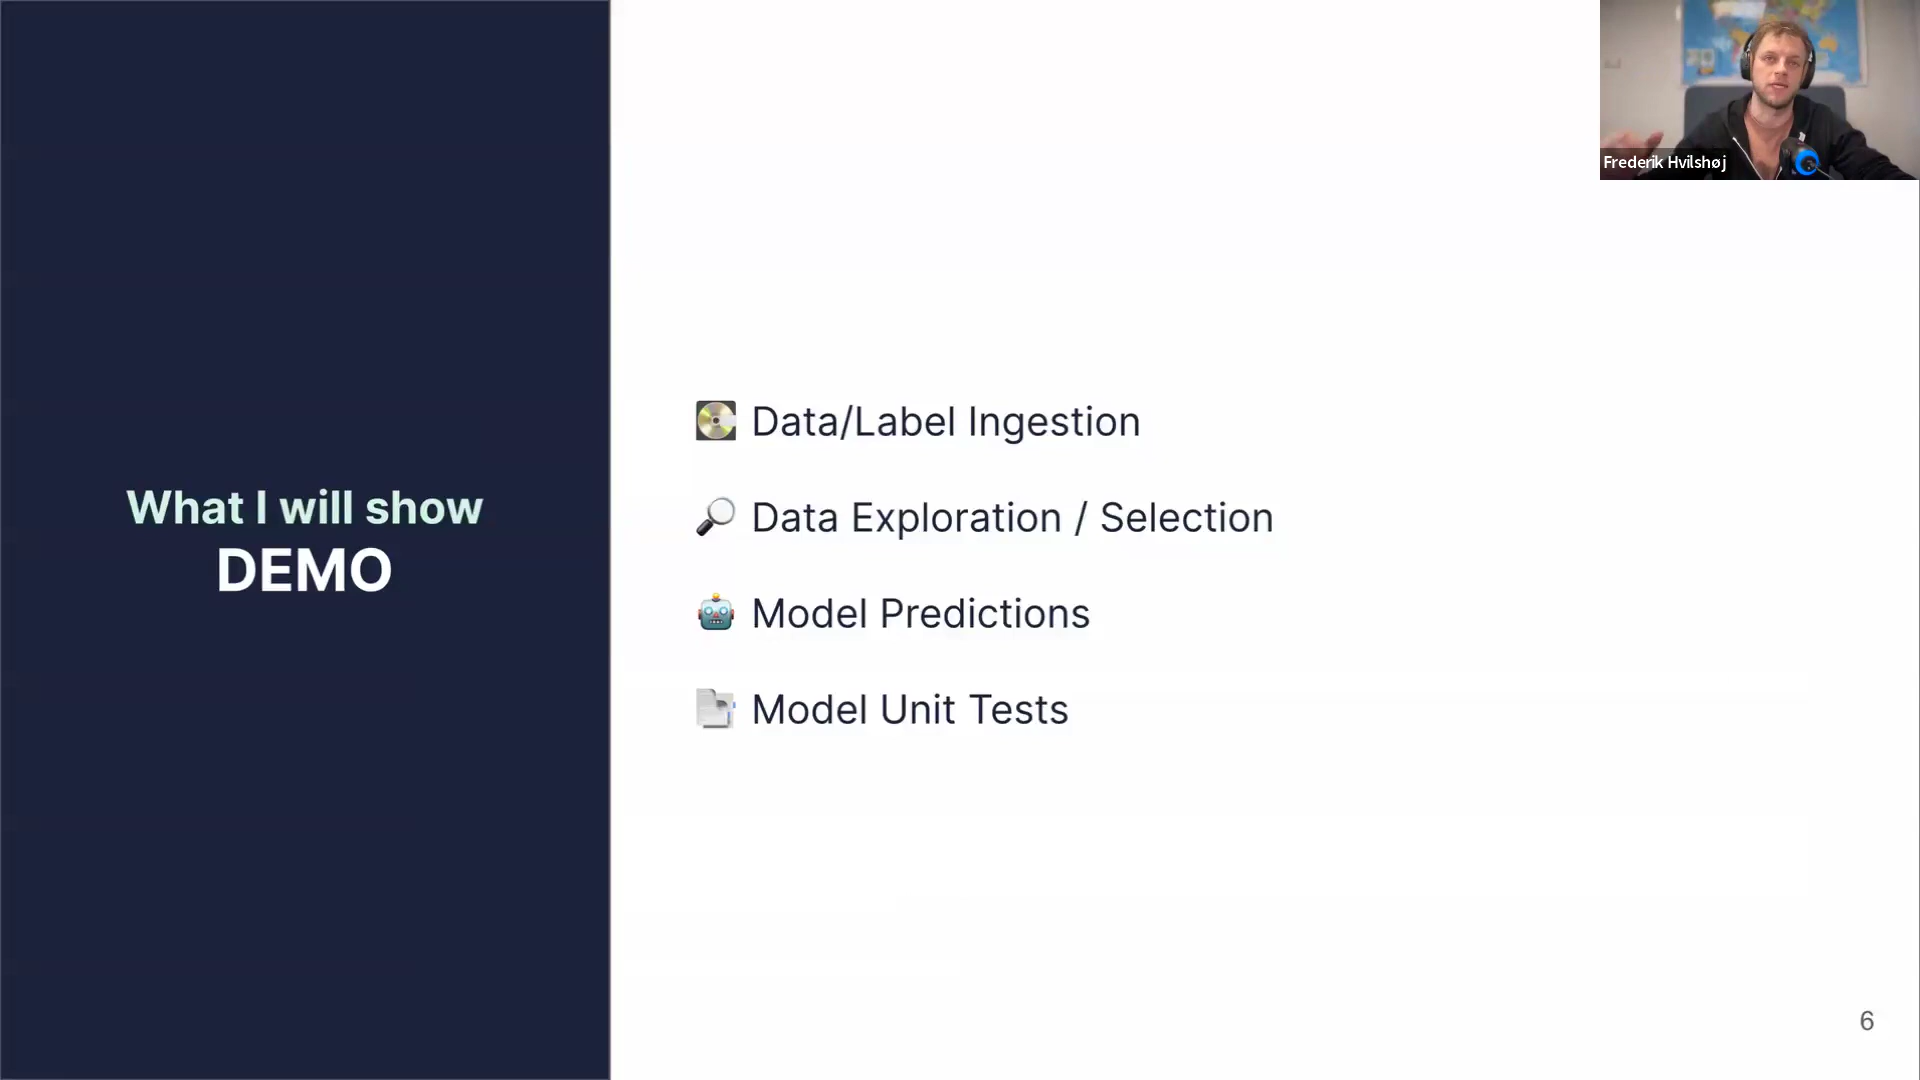 What I will show
DEMO
Data/Label Ingestion
Data Exploration / Selection
Model Predictions
Model Unit Tests
Frederik Hvilshøj
6